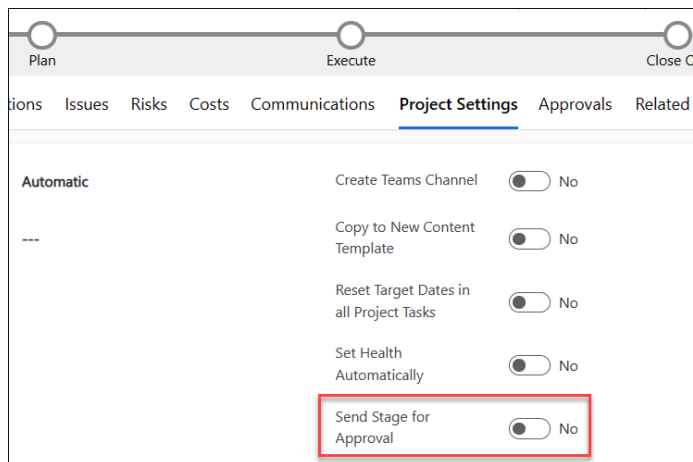 Plan
Execute
Close C
tions Issues Risks Costs Communications Project Settings Approvals Related
Automatic
Create Teams Channel No
---
Copy to New Content
Template
No
Reset Target Dates in
all Project Tasks
No
Set Health
Automatically
No
Send Stage for
Approval
No